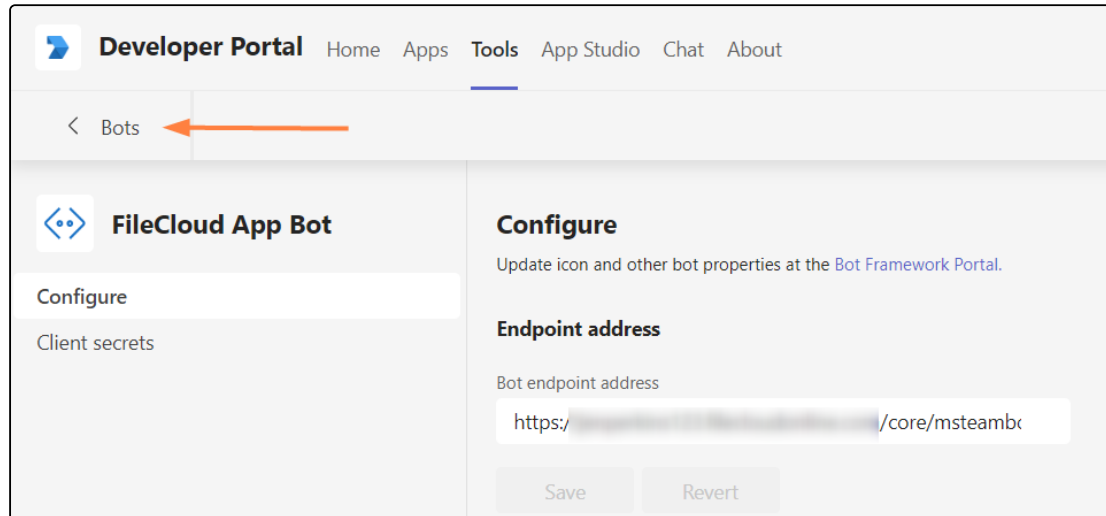 Developer Portal Home Apps Tools App Studio Chat About
Bots
FileCloud App Bot
Configure
Client secrets
Configure
Update icon and other bot properties at the Bot Framework Portal.
Endpoint address
Bot endpoint address
https:/ /core/msteambo
Save Revert